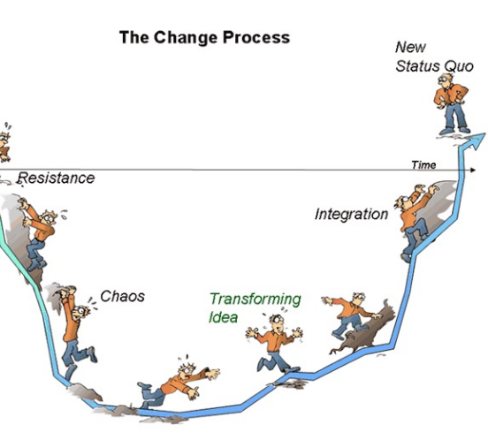 The Change Process
New
Status Quo
Time
Resistance
Integration
Chaos
Transforming
Idea